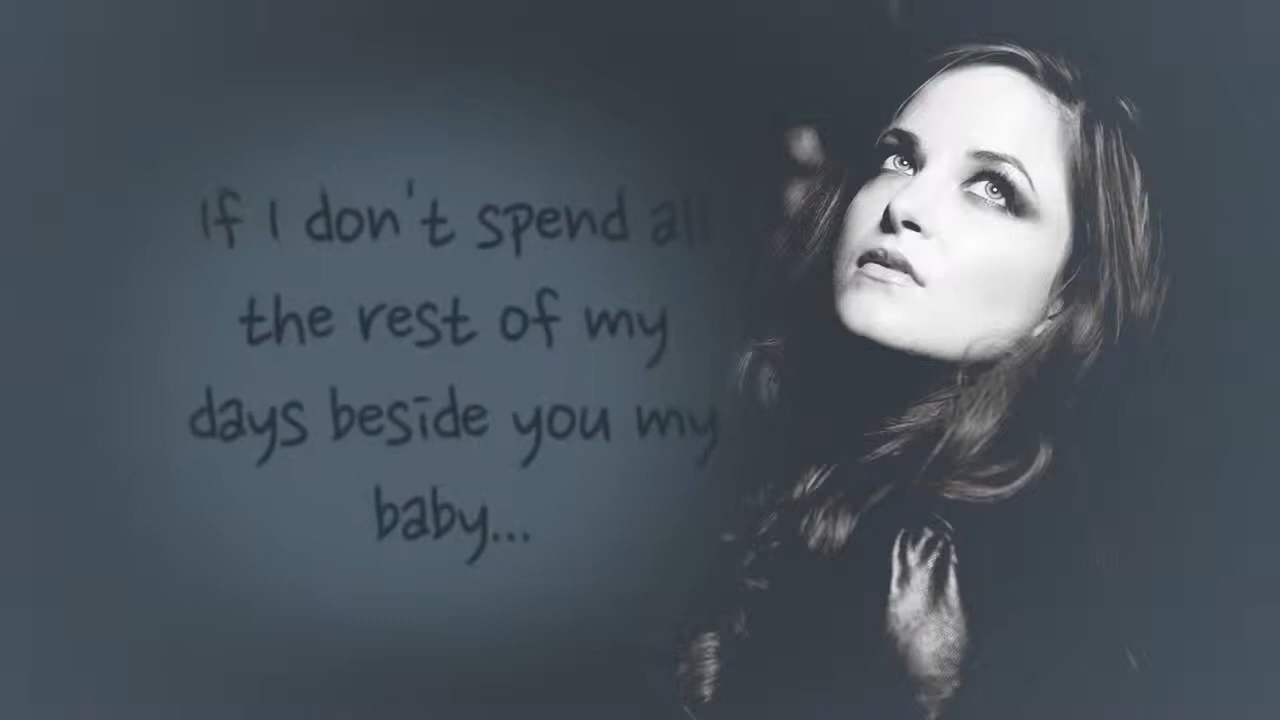 If I don't spend all
the rest of my
days beside you my
baby...